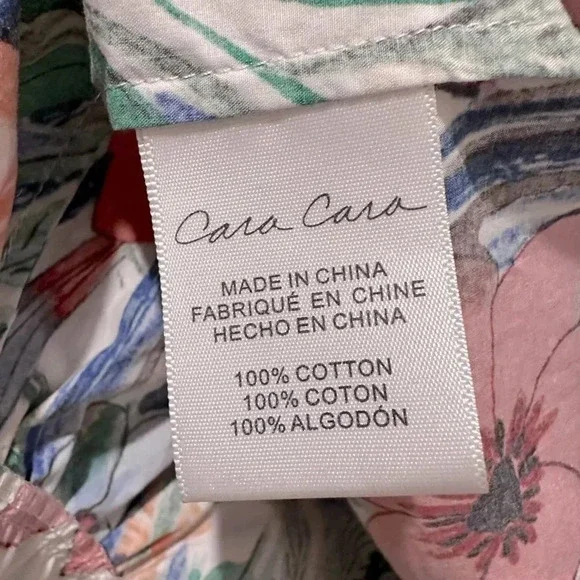 Cara Cara
MADE IN CHINA
FABRIQUÉ EN CHINE
HECHO EN CHINA
100% COTTON
100% COTON
100% ALGODÓN